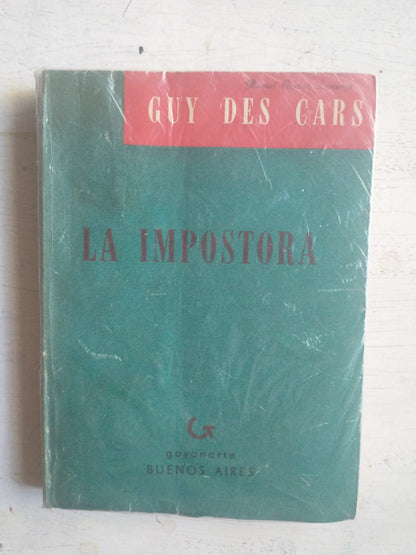 GUY DES CARS
LA IMPOSTORA
goyanarte
BUENOS AIRES